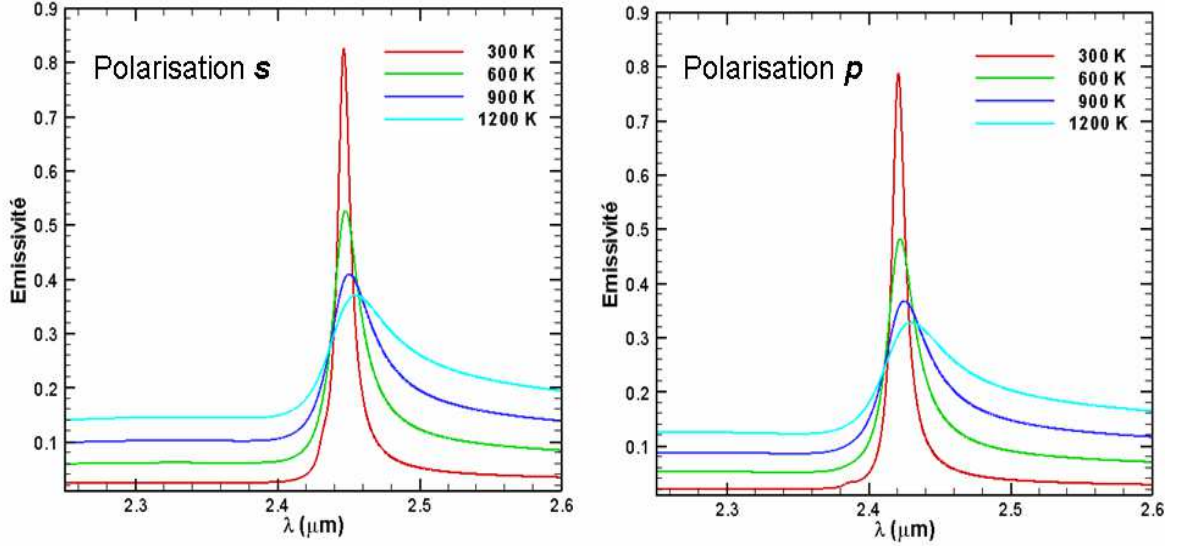 Polarisation s
300 K
600 K
900 K
1200 K
Emissivité
0.9
0.8
0.7
0.6
0.5
0.4
0.3
0.2
0.1
2.3
2.4
2.5
2.6
λ (μm)
Polarisation p
300 K
600 K
900 K
1200 K
Emissivité
0.9
0.8
0.7
0.6
0.5
0.4
0.3
0.2
0.1
2.3
2.4
2.5
2.6
λ (μm)